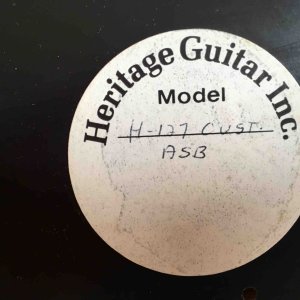 Heritage Guitar Inc.
Model
H-127 CUST.
ASB